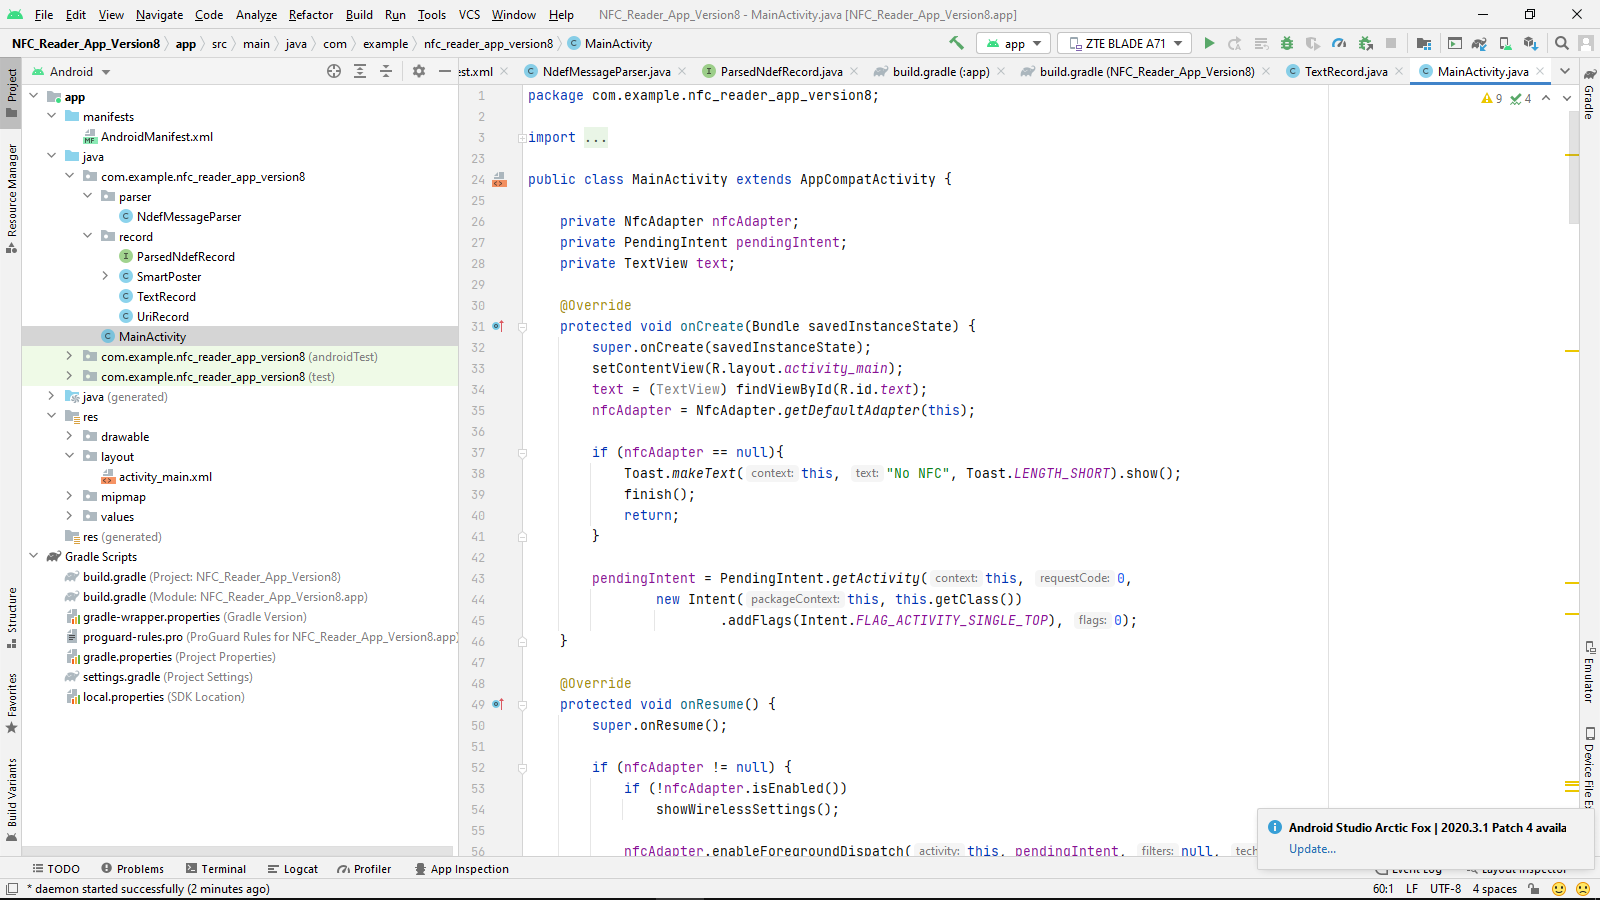 File Edit View Navigate Code Analyze Refactor Build Run Tools VCS Window Help NFC_Reader_App_Version8 - MainActivity.java [NFC_Reader_App_Version8.app]
NFC_Reader_App_Version8 app src main java com example nfc_reader_app_version8 MainActivity app ZTE BLADE A71
Android est.xml NdefMessageParser.java ParsedNdefRecord.java build.gradle (:app) build.gradle (NFC_Reader_App_Version8) TextRecord.java MainActivity.java
Project
Resource Manager
Structure
Favorites
Build Variants
app
manifests
AndroidManifest.xml
java
com.example.nfc_reader_app_version8
parser
NdefMessageParser
record
ParsedNdefRecord
SmartPoster
TextRecord
UriRecord
MainActivity
com.example.nfc_reader_app_version8 (androidTest)
com.example.nfc_reader_app_version8 (test)
java (generated)
res
drawable
layout
activity_main.xml
mipmap
values
res (generated)
Gradle Scripts
build.gradle (Project: NFC_Reader_App_Version8)
build.gradle (Module: NFC_Reader_App_Version8.app)
gradle-wrapper.properties (Gradle Version)
proguard-rules.pro (ProGuard Rules for NFC_Reader_App_Version8.app)
gradle.properties (Project Properties)
settings.gradle (Project Settings)
local.properties (SDK Location)
1 package com.example.nfc_reader_app_version8;
2
3 import ...
23
24 public class MainActivity extends AppCompatActivity {
25
26 private NfcAdapter nfcAdapter;
27 private PendingIntent pendingIntent;
28 private TextView text;
29
30 @Override
31 protected void onCreate(Bundle savedInstanceState) {
32 super.onCreate(savedInstanceState);
33 setContentView(R.layout.activity_main);
34 text = (TextView) findViewById(R.id.text);
35 nfcAdapter = NfcAdapter.getDefaultAdapter(this);
36
37 if (nfcAdapter == null){
38 Toast.makeText( context: this, text: "No NFC", Toast.LENGTH_SHORT).show();
39 finish();
40 return;
41 }
42
43 pendingIntent = PendingIntent.getActivity( context: this, requestCode: 0,
44 new Intent( packageContext: this, this.getClass())
45 .addFlags(Intent.FLAG_ACTIVITY_SINGLE_TOP), flags: 0);
46 }
47
48 @Override
49 protected void onResume() {
50 super.onResume();
51
52 if (nfcAdapter != null) {
53 if (!nfcAdapter.isEnabled())
54 showWirelessSettings();
55
56 nfcAdapter.enableForegroundDispatch( activity: this, pendingIntent, filters: null, tech
9 4
Gradle
Emulator
Device File Ex
Android Studio Arctic Fox | 2020.3.1 Patch 4 availa
Update...
TODO Problems Terminal Logcat Profiler App Inspection Event Log Layout Inspector
* daemon started successfully (2 minutes ago) 60:1 LF UTF-8 4 spaces